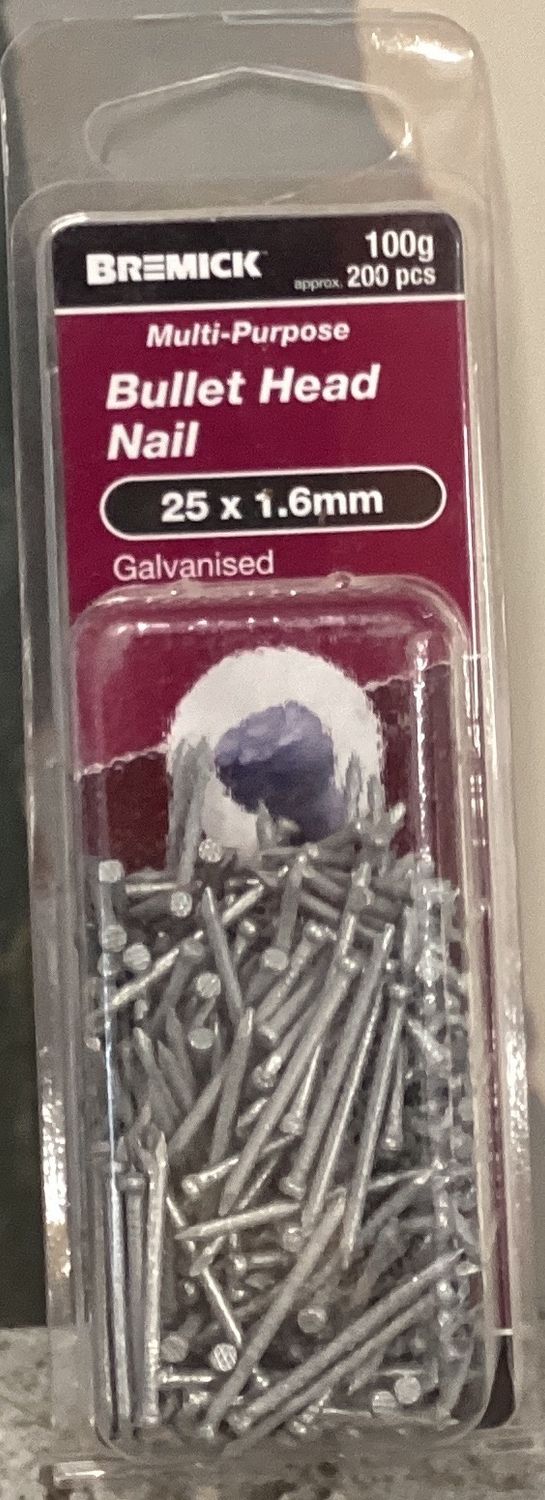 BREMICK
100g
approx. 200 pcs
Multi-Purpose
Bullet Head
Nail
25 x 1.6mm
Galvanised